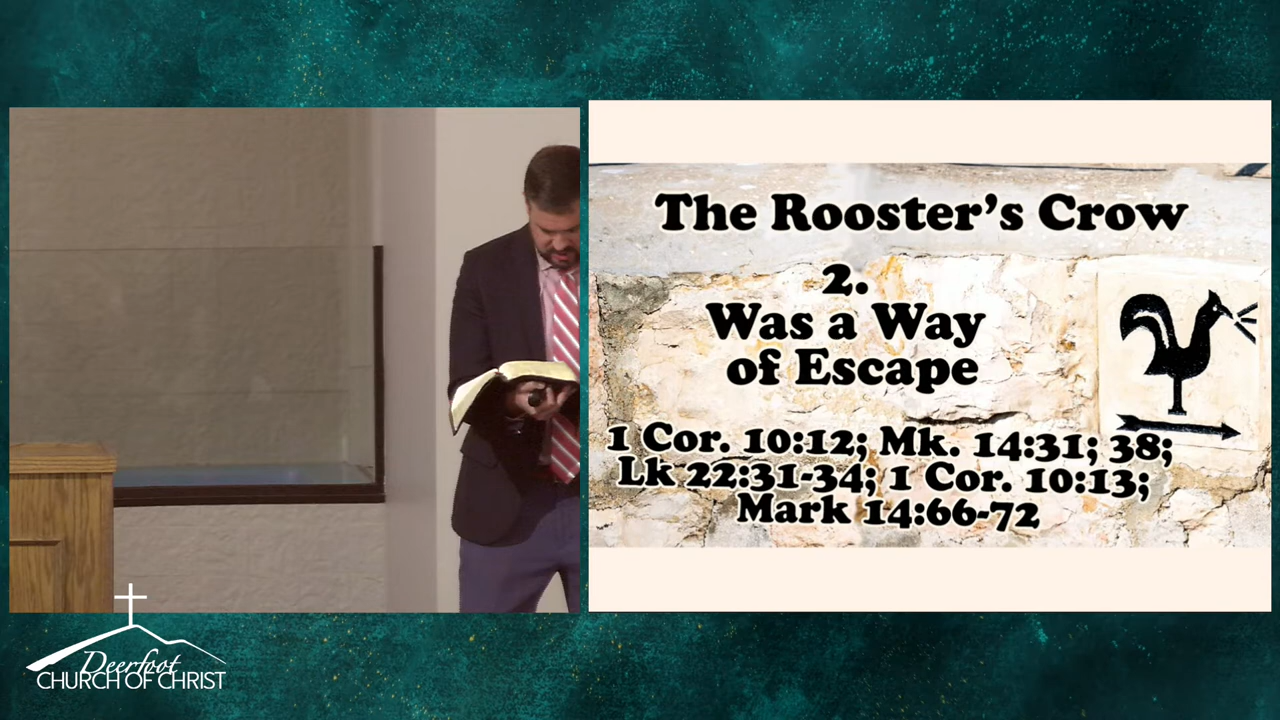 The Rooster's Crow
2.
Was a Way
of Escape
1 Cor. 10:12; Mk. 14:31; 38;
Lk 22:31-34; 1 Cor. 10:13;
Mark 14:66-72
Deerfoot
CHURCH OF CHRIST